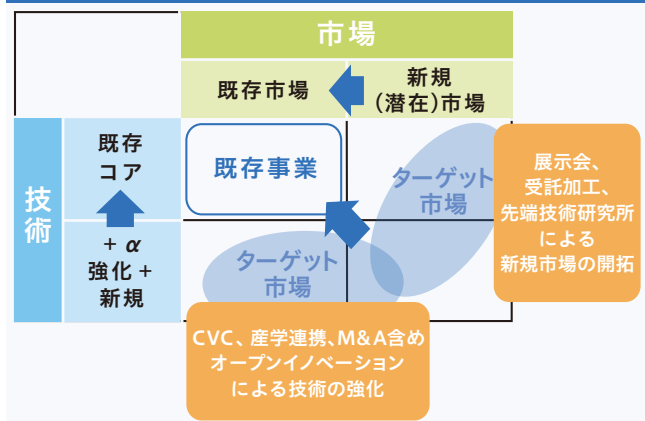 市場
既存市場
新規
(潜在)市場
技術
既存
コア
+ α
強化 +
新規
既存事業
ターゲット
市場
ターゲット
市場
展示会、
受託加工、
先端技術研究所
による
新規市場の開拓
CVC、産学連携、M&A含め
オープンイノベーション
による技術の強化